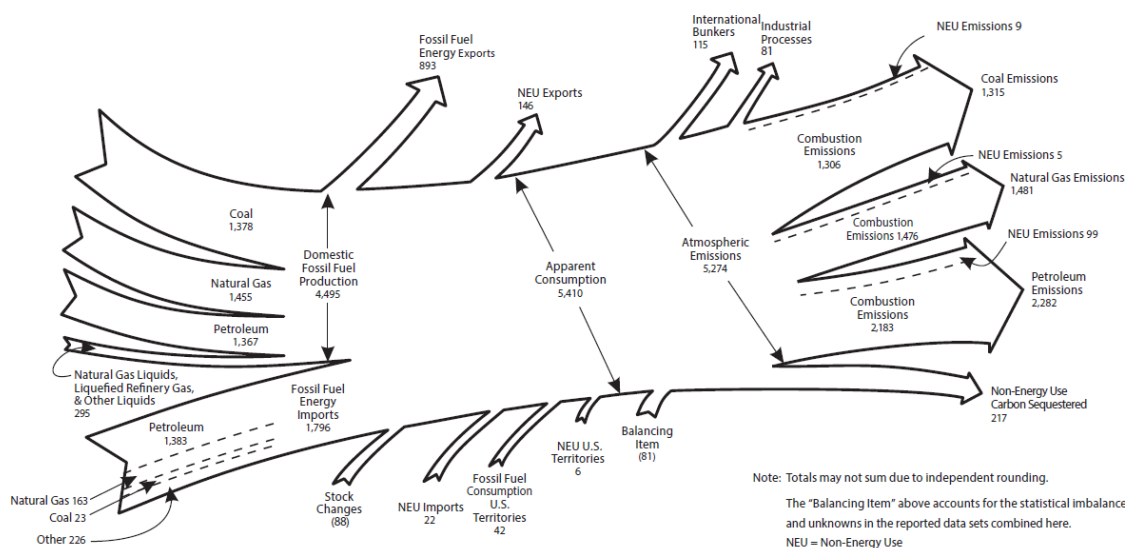 International
Bunkers
115
Industrial
Processes
81
NEU Emissions 9
Fossil Fuel
Energy Exports
893
NEU Exports
146
Coal Emissions
1,315
Combustion
Emissions
1,306
NEU Emissions 5
Natural Gas Emissions
1,481
Coal
1,378
Domestic
Fossil Fuel
Production
4,495
Apparent
Consumption
5,410
Atmospheric
Emissions
5,274
Combustion
Emissions 1,476
NEU Emissions 99
Natural Gas
1,455
Petroleum
Emissions
2,282
Combustion
Emissions
2,183
Petroleum
1,367
Natural Gas Liquids,
Liquefied Refinery Gas,
& Other Liquids
295
Fossil Fuel
Energy
Imports
1,796
Petroleum
1,383
Non-Energy Use
Carbon Sequestered
217
Natural Gas 163
Coal 23
Other 226
Stock
Changes
(88)
NEU Imports
22
Fossil Fuel
Consumption
U.S.
Territories
42
NEU U.S.
Territories
6
Balancing
Item
(81)
Note: Totals may not sum due to independent rounding.
The "Balancing Item" above accounts for the statistical imbalances
and unknowns in the reported data sets combined here.
NEU = Non-Energy Use